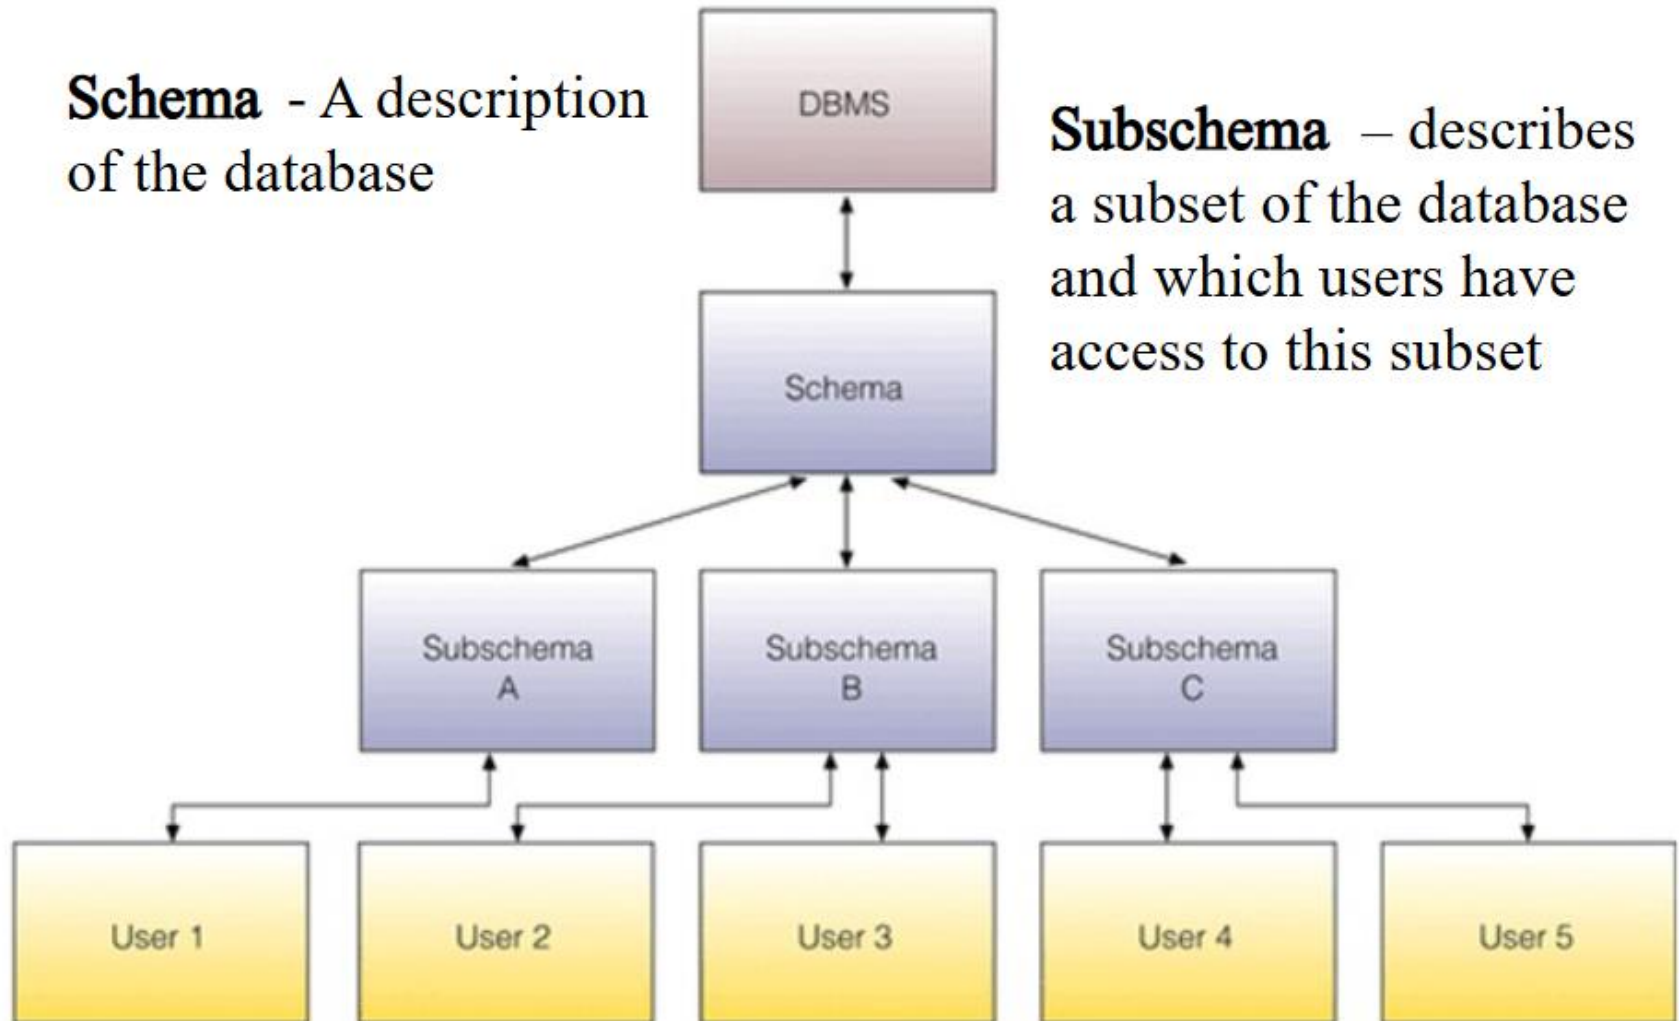 Schema - A description
of the database
DBMS
Subschema – describes
a subset of the database
and which users have
access to this subset
Schema
Subschema
A
Subschema
B
Subschema
C
User 1
User 2
User 3
User 4
User 5